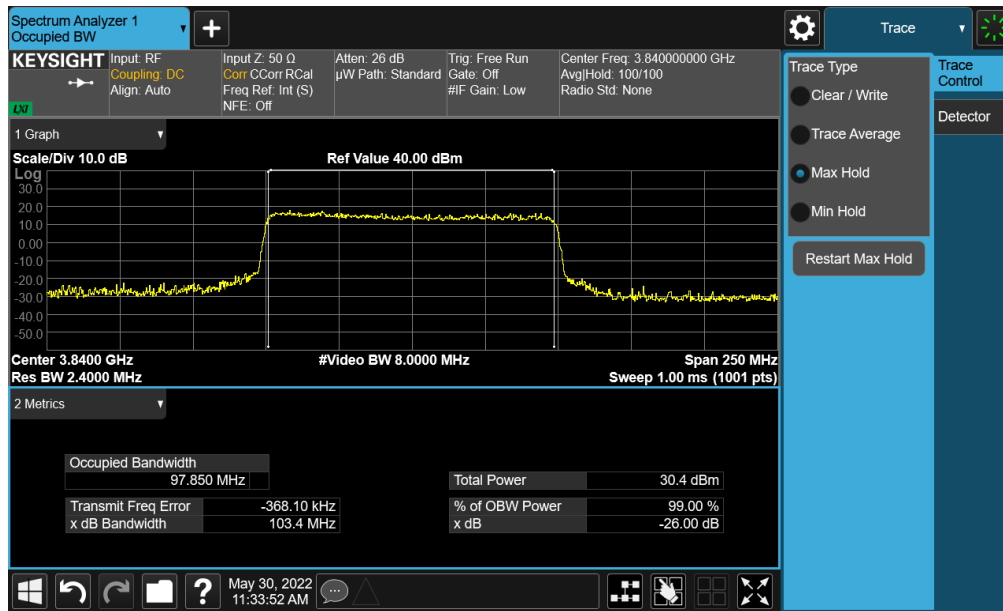 Spectrum Analyzer 1
Occupied BW
+
Trace
KEYSIGHT
LXI
Input: RF
Coupling: DC
Align: Auto
Input Z: 50 Ω
Corr CCorr RCal
Freq Ref: Int (S)
NFE: Off
Atten: 26 dB
µW Path: Standard
Trig: Free Run
Gate: Off
#IF Gain: Low
Center Freq: 3.840000000 GHz
Avg|Hold: 100/100
Radio Std: None
Trace Type
Clear / Write
Trace Average
Max Hold
Min Hold
Restart Max Hold
Trace
Control
Detector
1 Graph
Scale/Div 10.0 dB
Ref Value 40.00 dBm
Log
30.0
20.0
10.0
0.00
-10.0
-20.0
-30.0
-40.0
-50.0
Center 3.8400 GHz
#Video BW 8.0000 MHz
Span 250 MHz
Res BW 2.4000 MHz
Sweep 1.00 ms (1001 pts)
2 Metrics
Occupied Bandwidth
97.850 MHz
Total Power 30.4 dBm
Transmit Freq Error -368.10 kHz
% of OBW Power 99.00 %
x dB Bandwidth 103.4 MHz
x dB -26.00 dB
?
May 30, 2022
11:33:52 AM